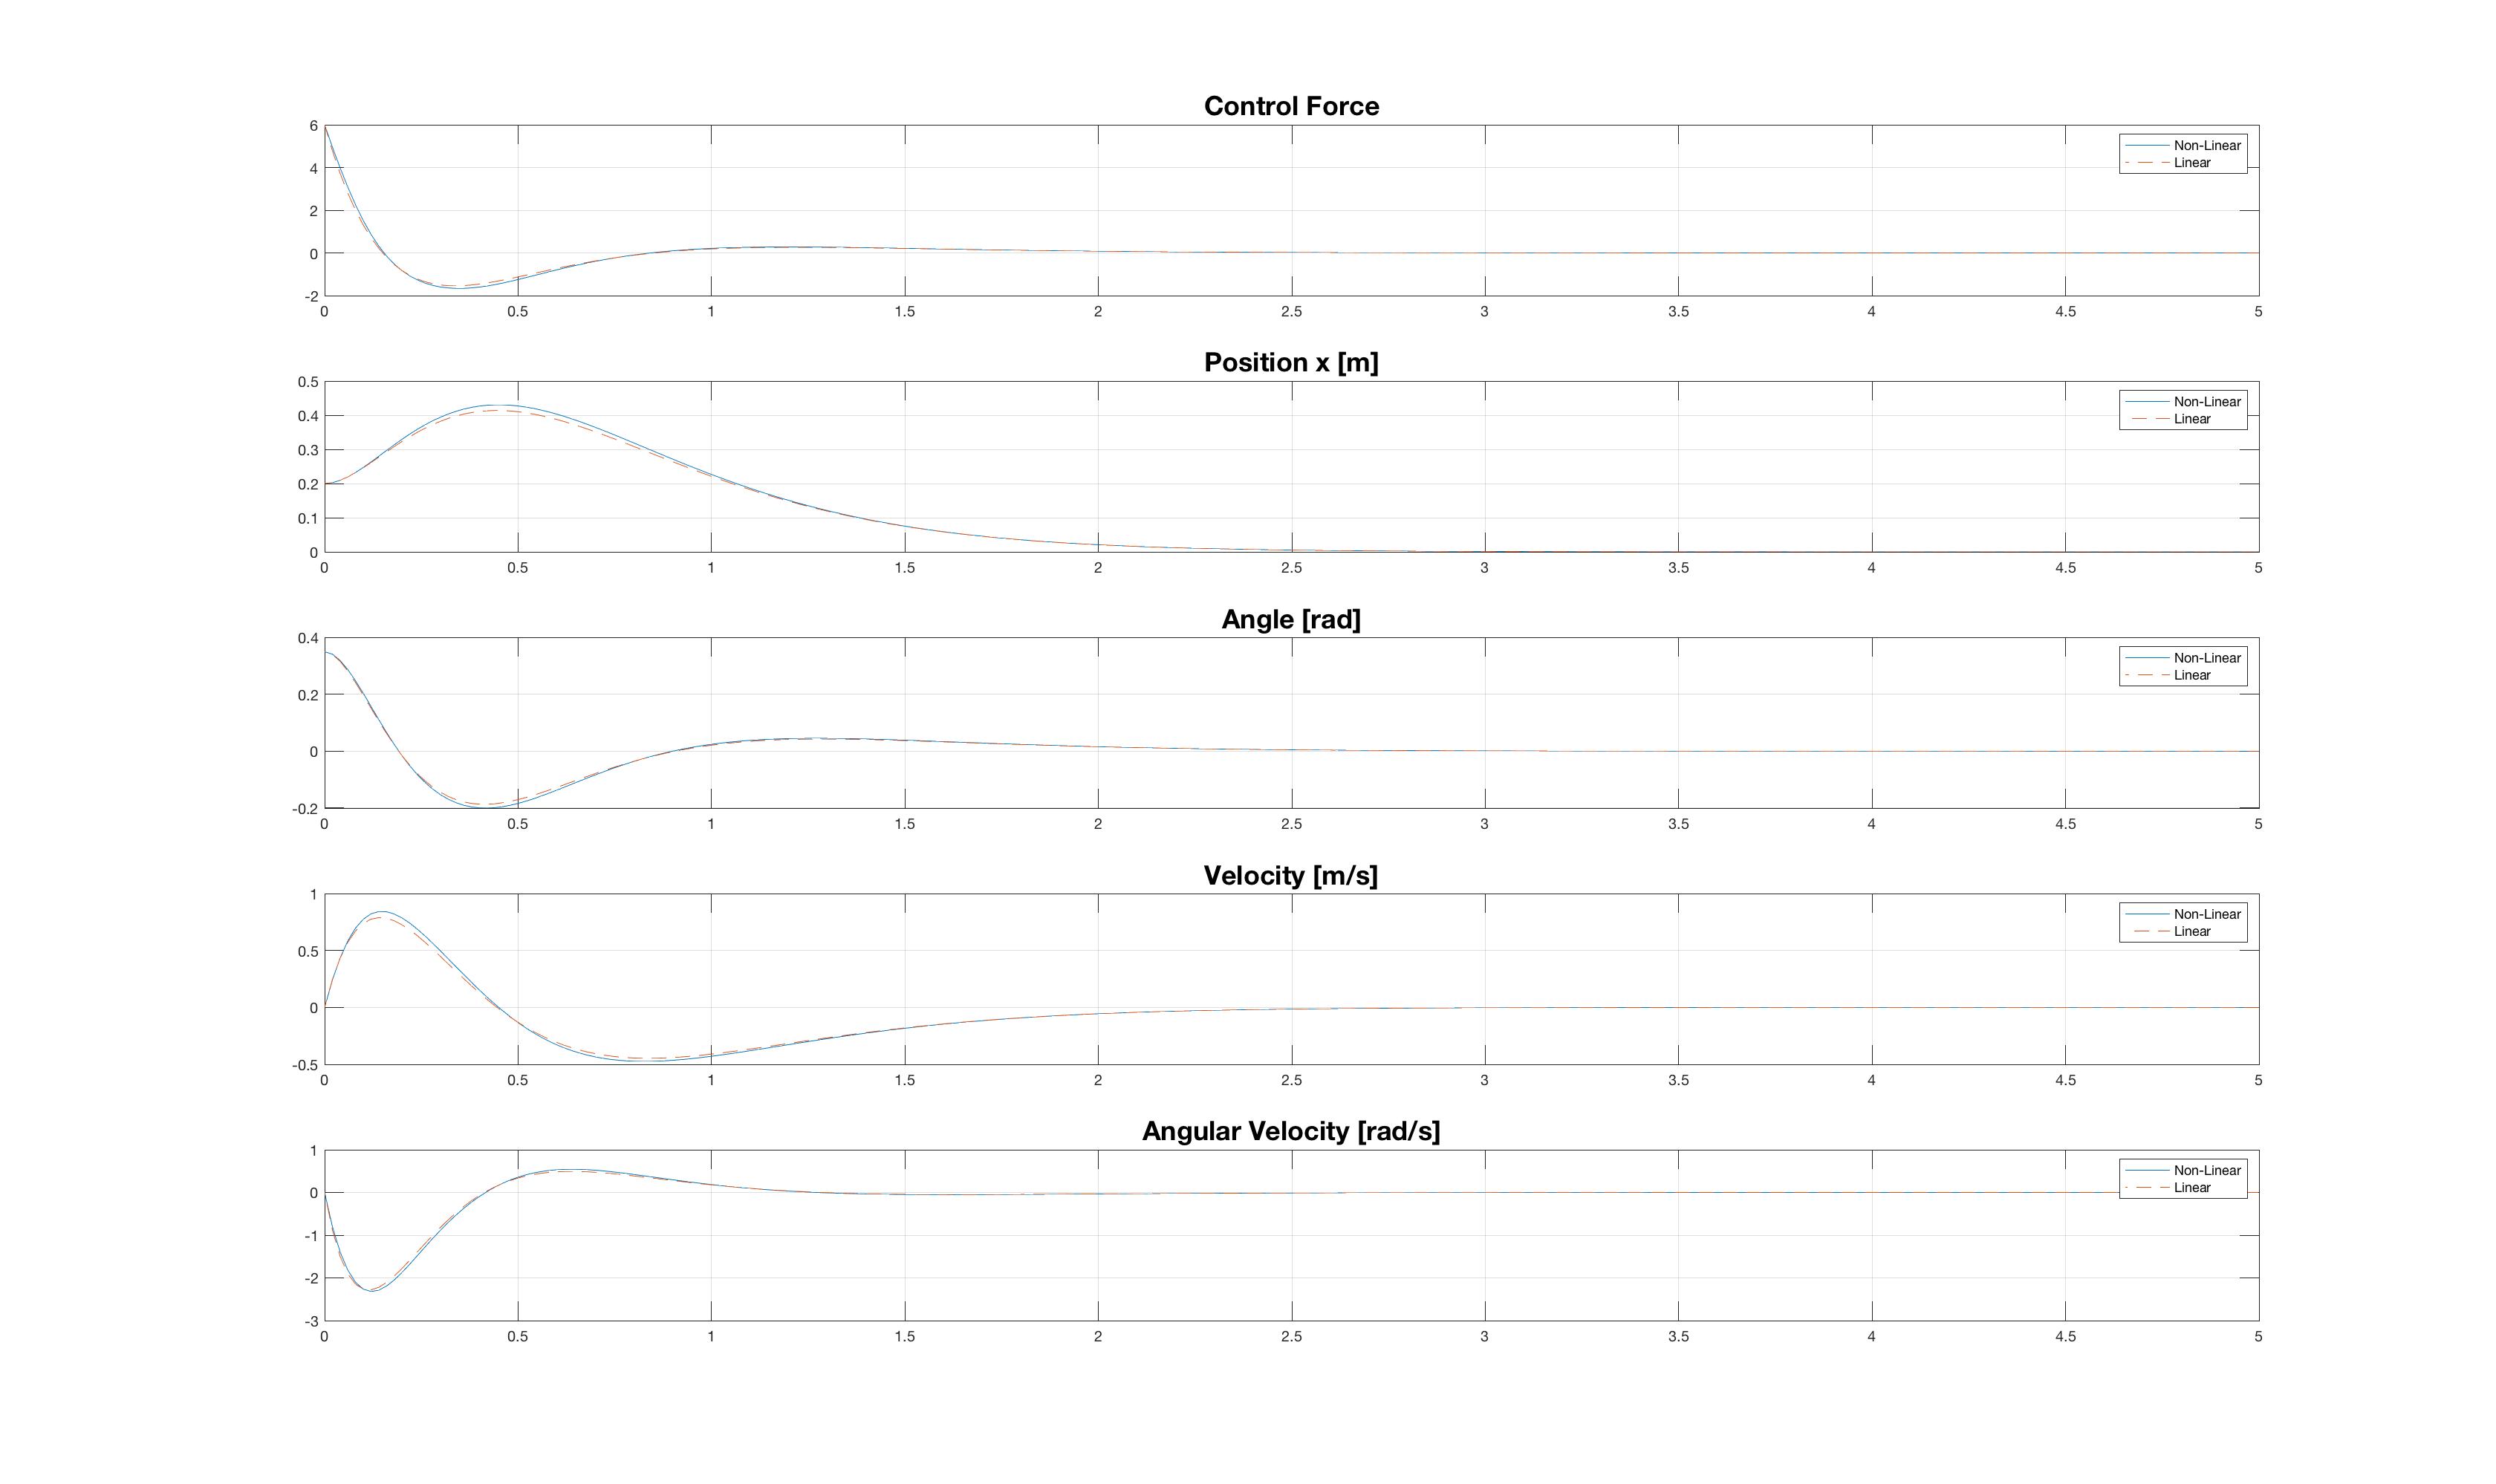 Control Force
6
4
2
0
-2
Non-Linear
Linear
0 0.5 1 1.5 2 2.5 3 3.5 4 4.5 5
Position x [m]
0.5
0.4
0.3
0.2
0.1
0
Non-Linear
Linear
0 0.5 1 1.5 2 2.5 3 3.5 4 4.5 5
Angle [rad]
0.4
0.2
0
-0.2
Non-Linear
Linear
0 0.5 1 1.5 2 2.5 3 3.5 4 4.5 5
Velocity [m/s]
1
0.5
0
-0.5
Non-Linear
Linear
0 0.5 1 1.5 2 2.5 3 3.5 4 4.5 5
Angular Velocity [rad/s]
1
0
-1
-2
-3
Non-Linear
Linear
0 0.5 1 1.5 2 2.5 3 3.5 4 4.5 5